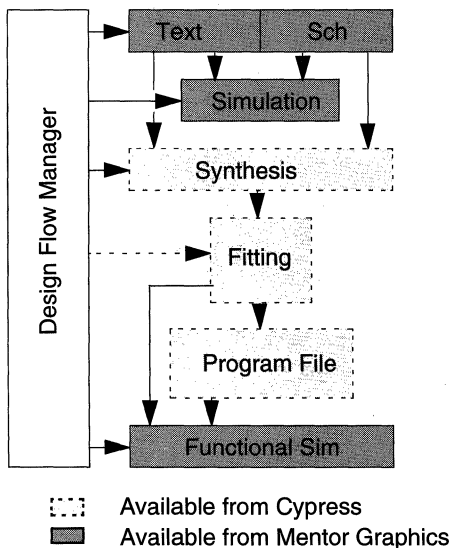 Text Sch
Simulation
Synthesis
Fitting
Program File
Functional Sim
Design Flow Manager
Available from Cypress
Available from Mentor Graphics